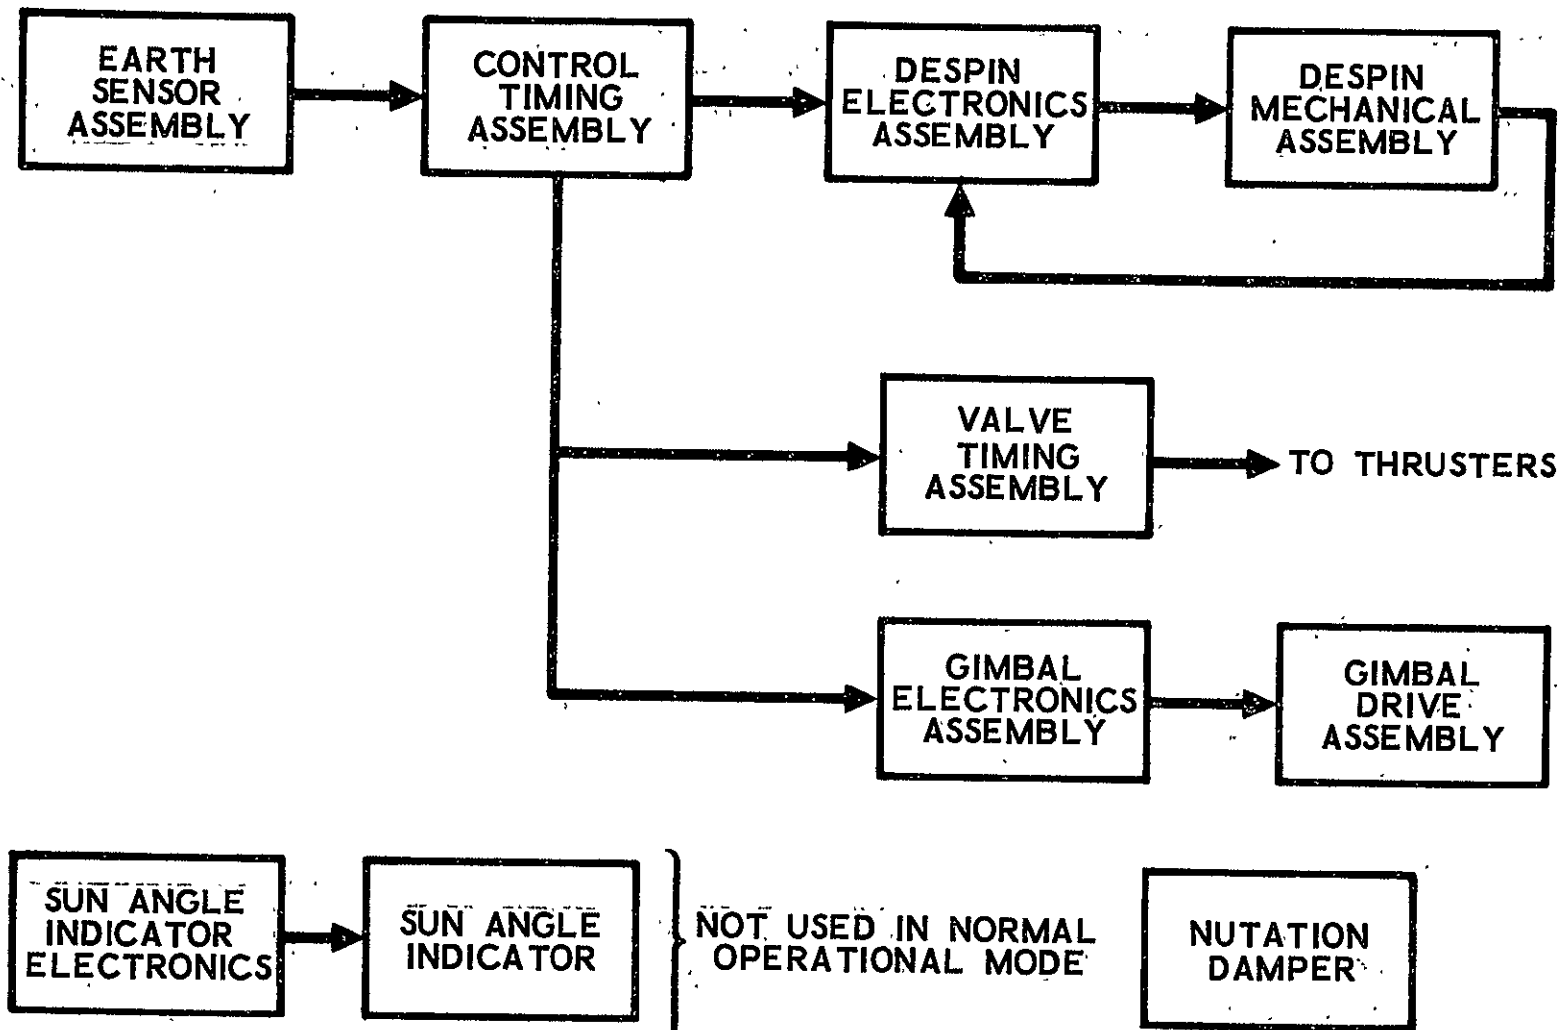 EARTH
SENSOR
ASSEMBLY
CONTROL
TIMING
ASSEMBLY
DESPIN
ELECTRONICS
ASSEMBLY
DESPIN
MECHANICAL
ASSEMBLY
VALVE
TIMING
ASSEMBLY
TO THRUSTERS
GIMBAL
ELECTRONICS
ASSEMBLY
GIMBAL
DRIVE
ASSEMBLY
SUN ANGLE
INDICATOR
ELECTRONICS
SUN ANGLE
INDICATOR
NOT USED IN NORMAL
OPERATIONAL MODE
NUTATION
DAMPER